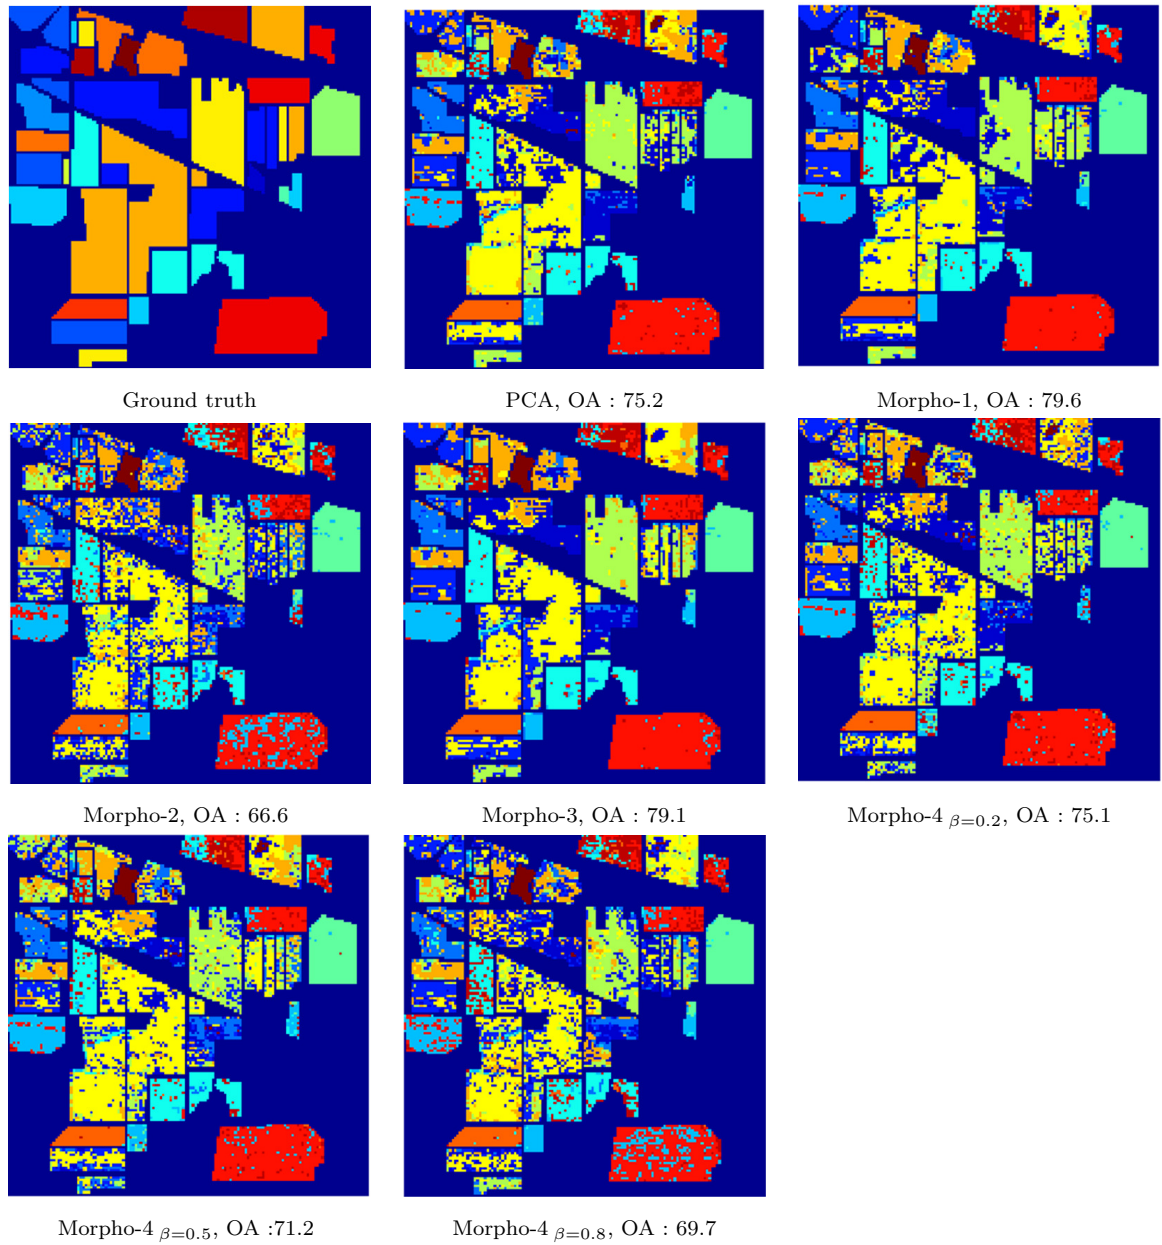 Ground truth
PCA, OA : 75.2
Morpho-1, OA : 79.6
Morpho-2, OA : 66.6
Morpho-3, OA : 79.1
Morpho-4 β=0.2, OA : 75.1
Morpho-4 β=0.5, OA :71.2
Morpho-4 β=0.8, OA : 69.7